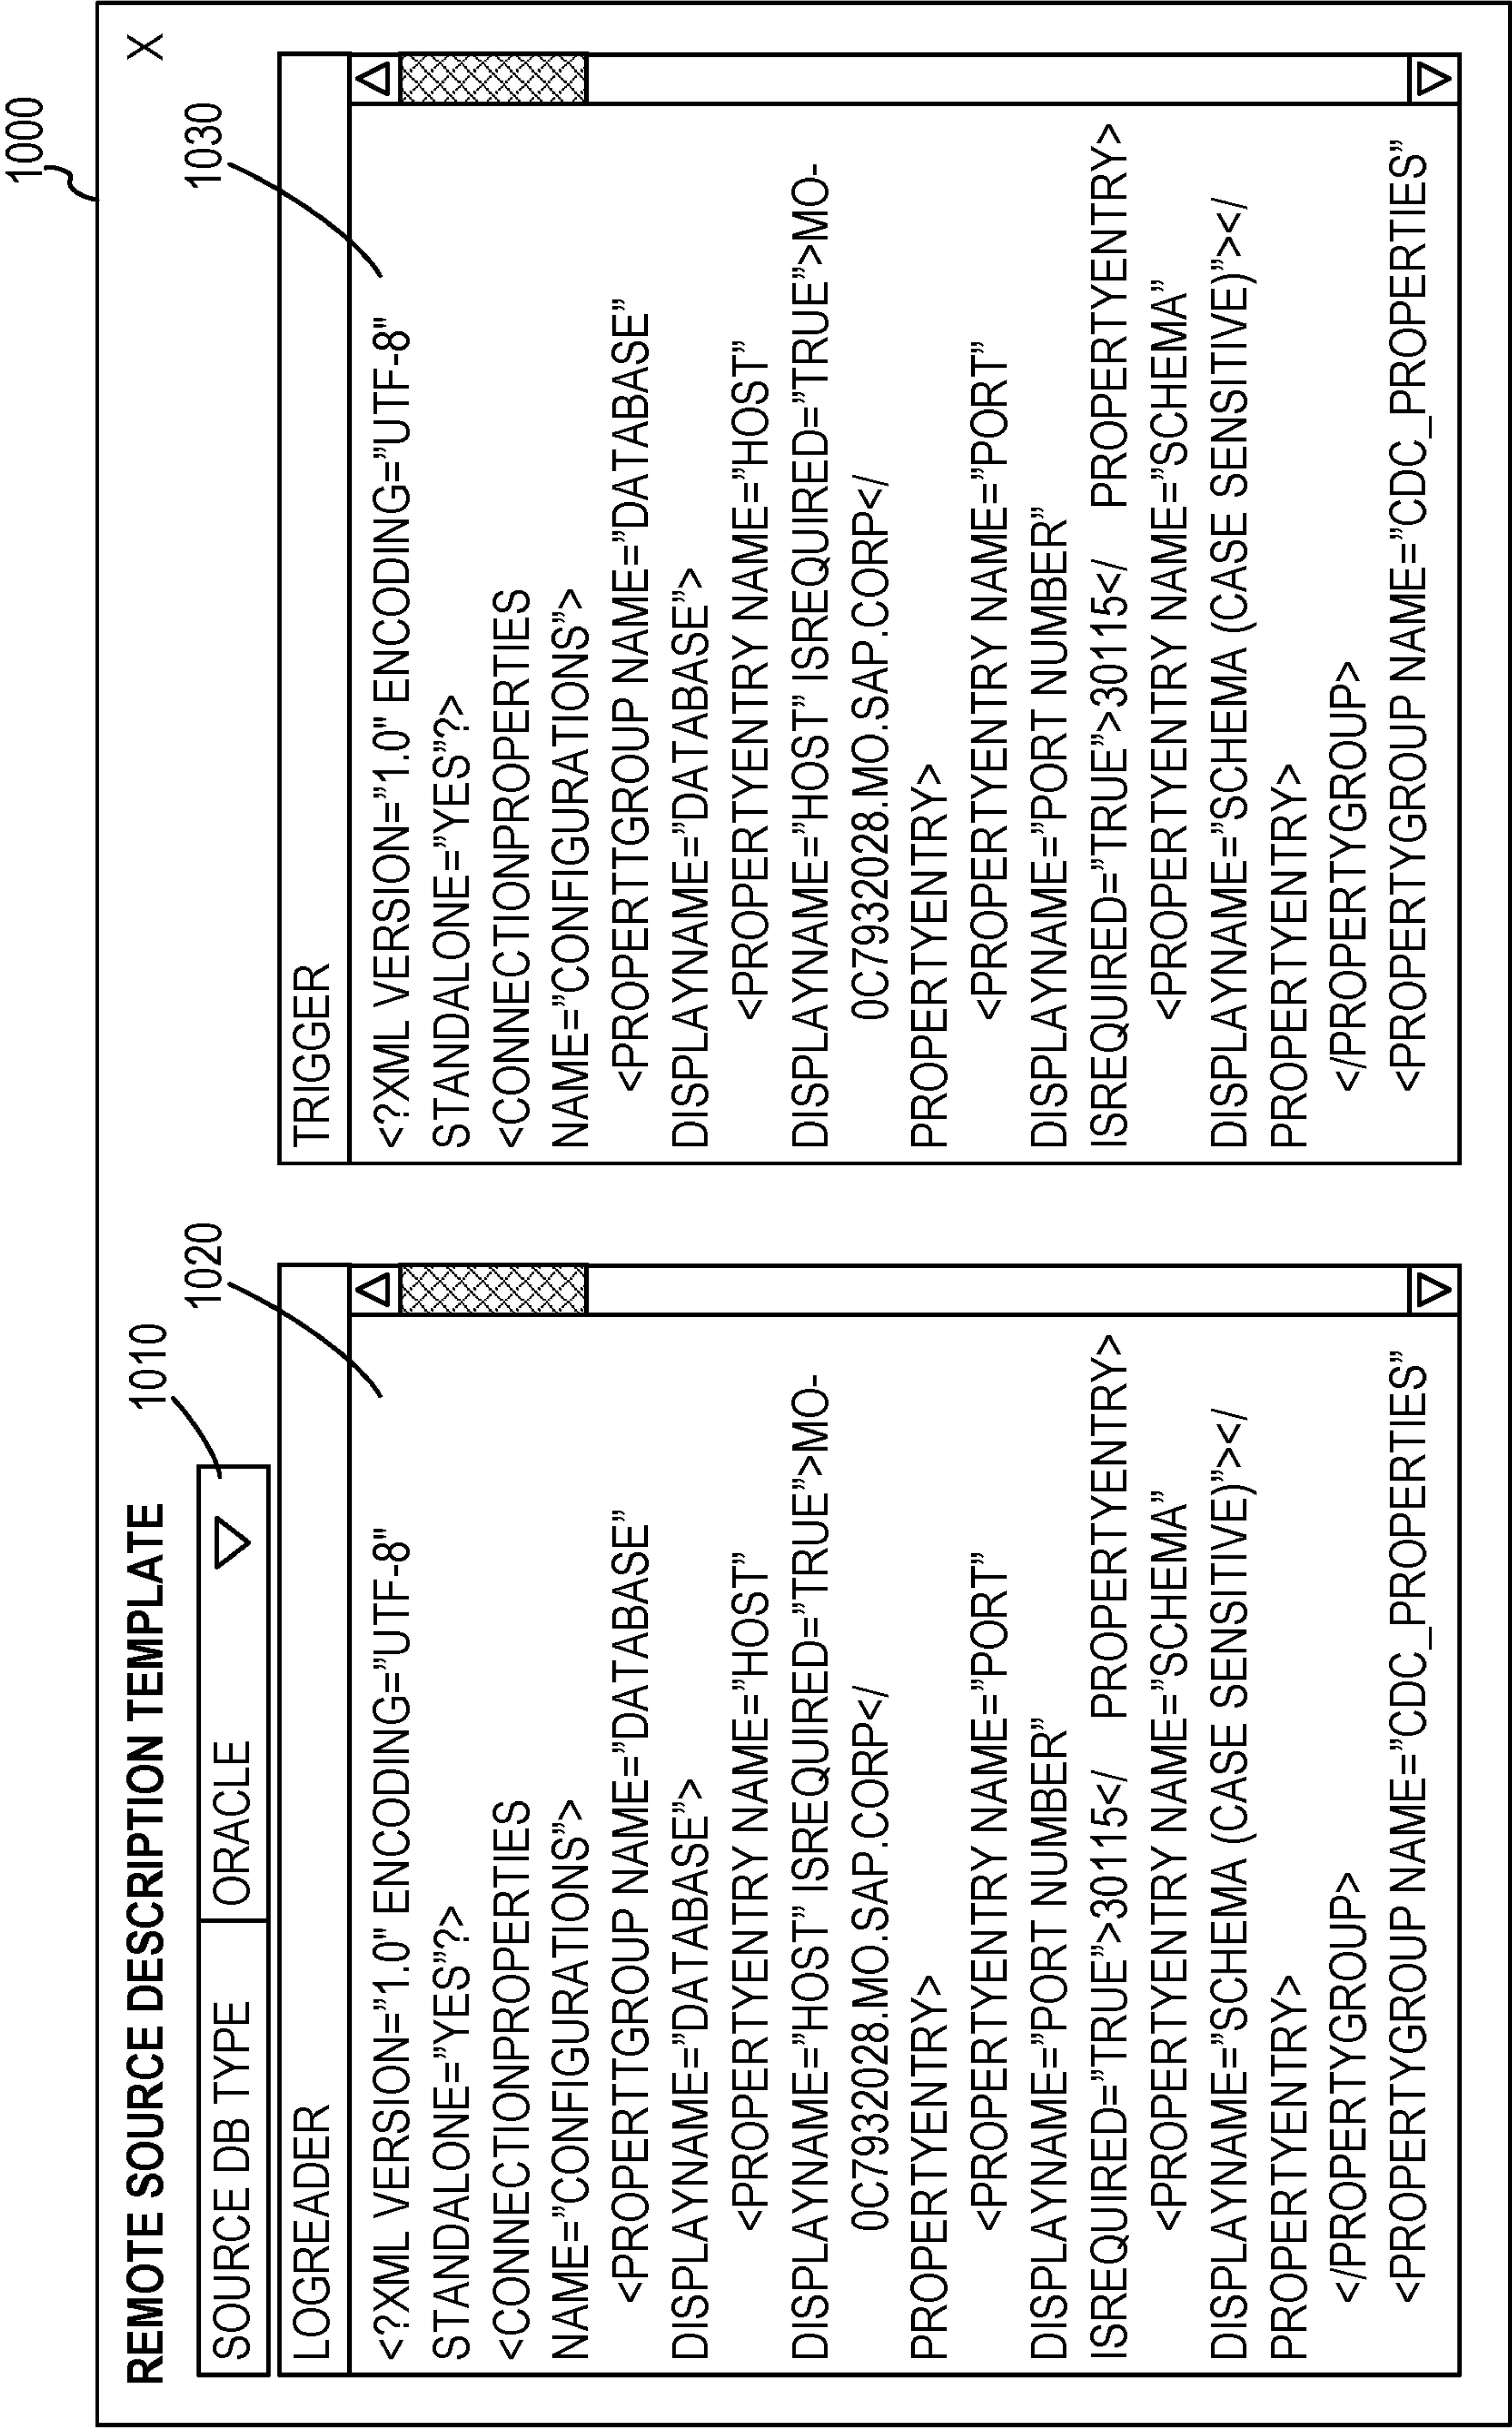 1000
REMOTE SOURCE DESCRIPTION TEMPLATE
X
1010
SOURCE DB TYPE
ORACLE
1020
LOGREADER
<?XML VERSION="1.0" ENCODING="UTF-8"
STANDALONE="YES"?>
<CONNECTIONPROPERTIES
NAME="CONFIGURATIONS">
<PROPERTTGROUP NAME="DATABASE"
DISPLAYNAME="DATABASE">
<PROPERTYENTRY NAME="HOST"
DISPLAYNAME="HOST" ISREQUIRED="TRUE">MO-
0C7932028.MO.SAP.CORP</
PROPERTYENTRY>
<PROPERTYENTRY NAME="PORT"
DISPLAYNAME="PORT NUMBER"
ISREQUIRED="TRUE">30115</ PROPERTYENTRY>
<PROPERTYENTRY NAME="SCHEMA"
DISPLAYNAME="SCHEMA (CASE SENSITIVE)"></
PROPERTYENTRY>
</PROPERTYGROUP>
<PROPERTYGROUP NAME="CDC_PROPERTIES"
1030
TRIGGER
<?XML VERSION="1.0" ENCODING="UTF-8"
STANDALONE="YES"?>
<CONNECTIONPROPERTIES
NAME="CONFIGURATIONS">
<PROPERTTGROUP NAME="DATABASE"
DISPLAYNAME="DATABASE">
<PROPERTYENTRY NAME="HOST"
DISPLAYNAME="HOST" ISREQUIRED="TRUE">MO-
0C7932028.MO.SAP.CORP</
PROPERTYENTRY>
<PROPERTYENTRY NAME="PORT"
DISPLAYNAME="PORT NUMBER"
ISREQUIRED="TRUE">30115</ PROPERTYENTRY>
<PROPERTYENTRY NAME="SCHEMA"
DISPLAYNAME="SCHEMA (CASE SENSITIVE)"></
PROPERTYENTRY>
</PROPERTYGROUP>
<PROPERTYGROUP NAME="CDC_PROPERTIES"